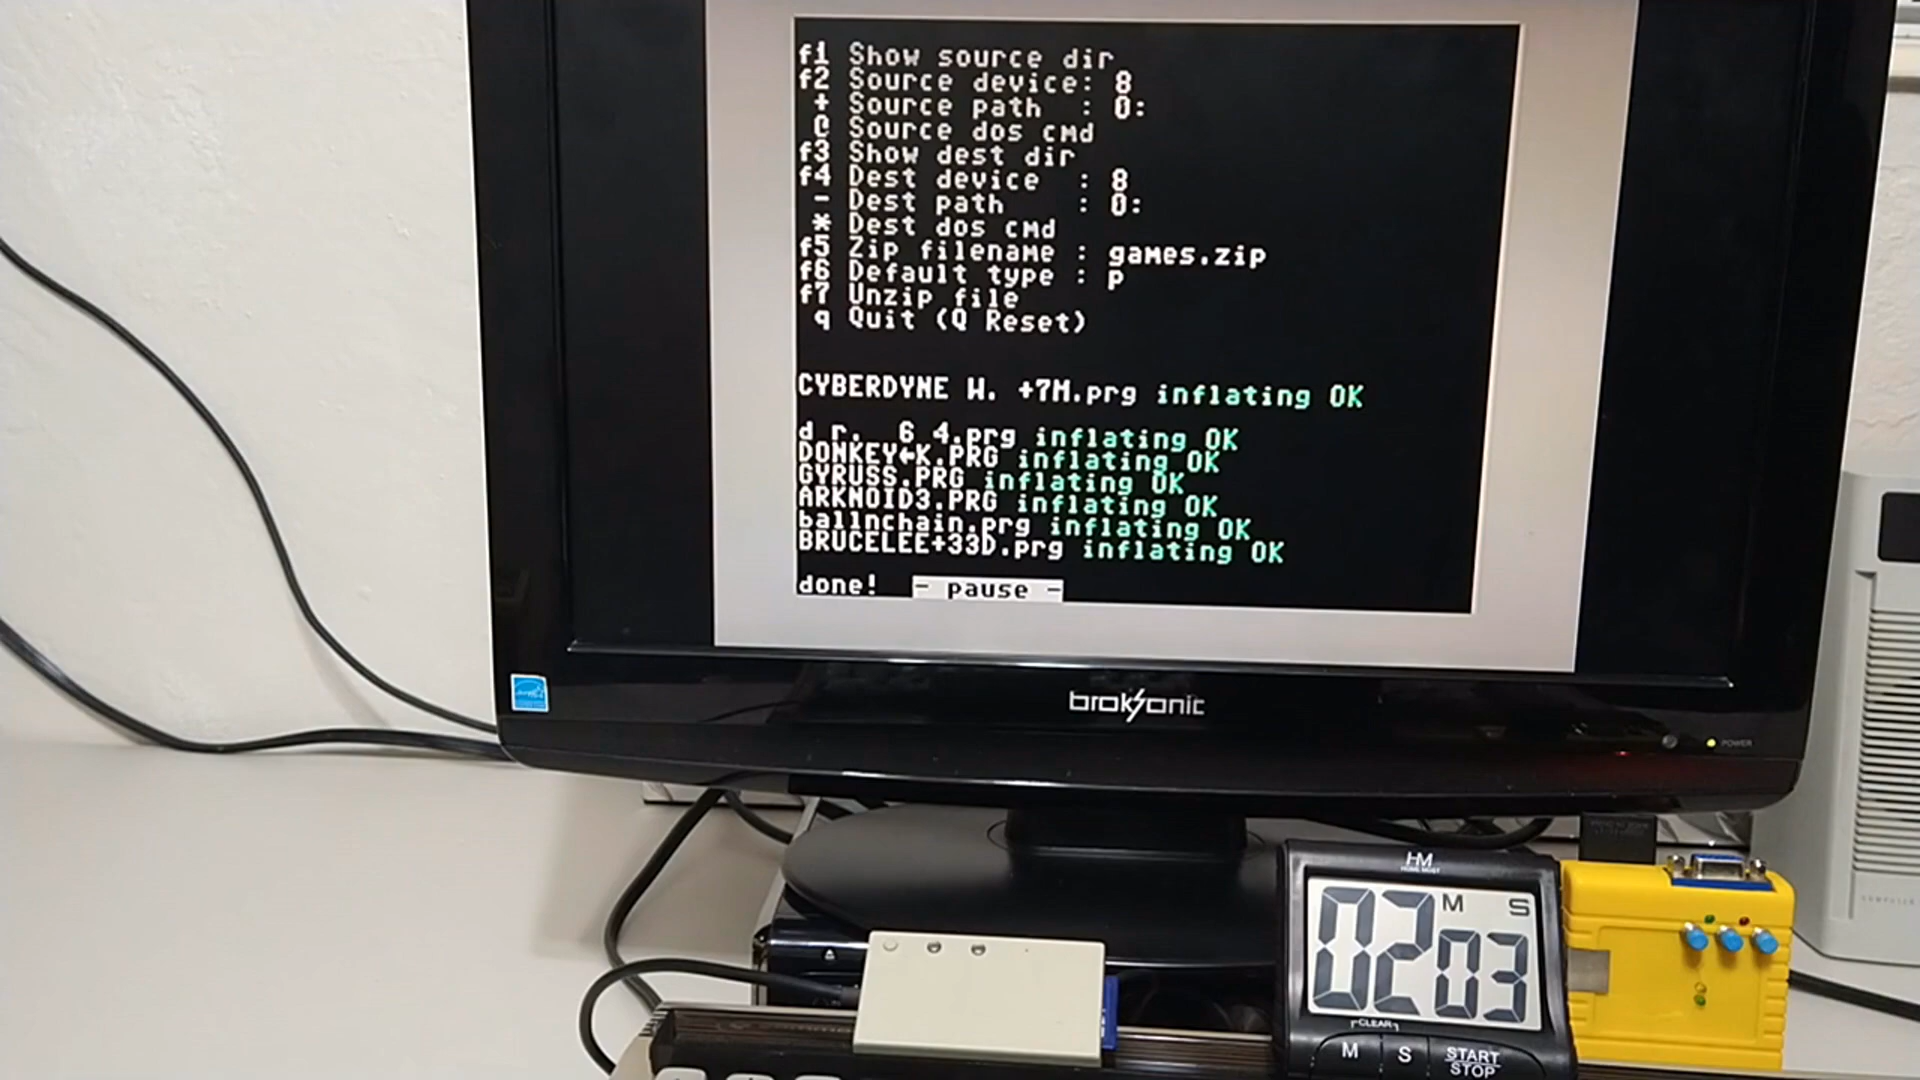 f1 Show source dir
f2 Source device: 8
+ Source path : 0:
@ Source dos cmd
f3 Show dest dir
f4 Dest device : 8
- Dest path : 0:
* Dest dos cmd
f5 Zip filename : games.zip
f6 Default type : p
f7 Unzip file
q Quit (Q Reset)
CYBERDYNE W. +7M.prg inflating OK
d r. 6 4.prg inflating OK
DONKEY←K.PRG inflating OK
GYRUSS.PRG inflating OK
ARKNOID3.PRG inflating OK
ballnchain.prg inflating OK
BRUCELEE+33D.prg inflating OK
done! - pause -
broksonic
POWER
HM
02 M 03 S
CLEAR
M S START/STOP